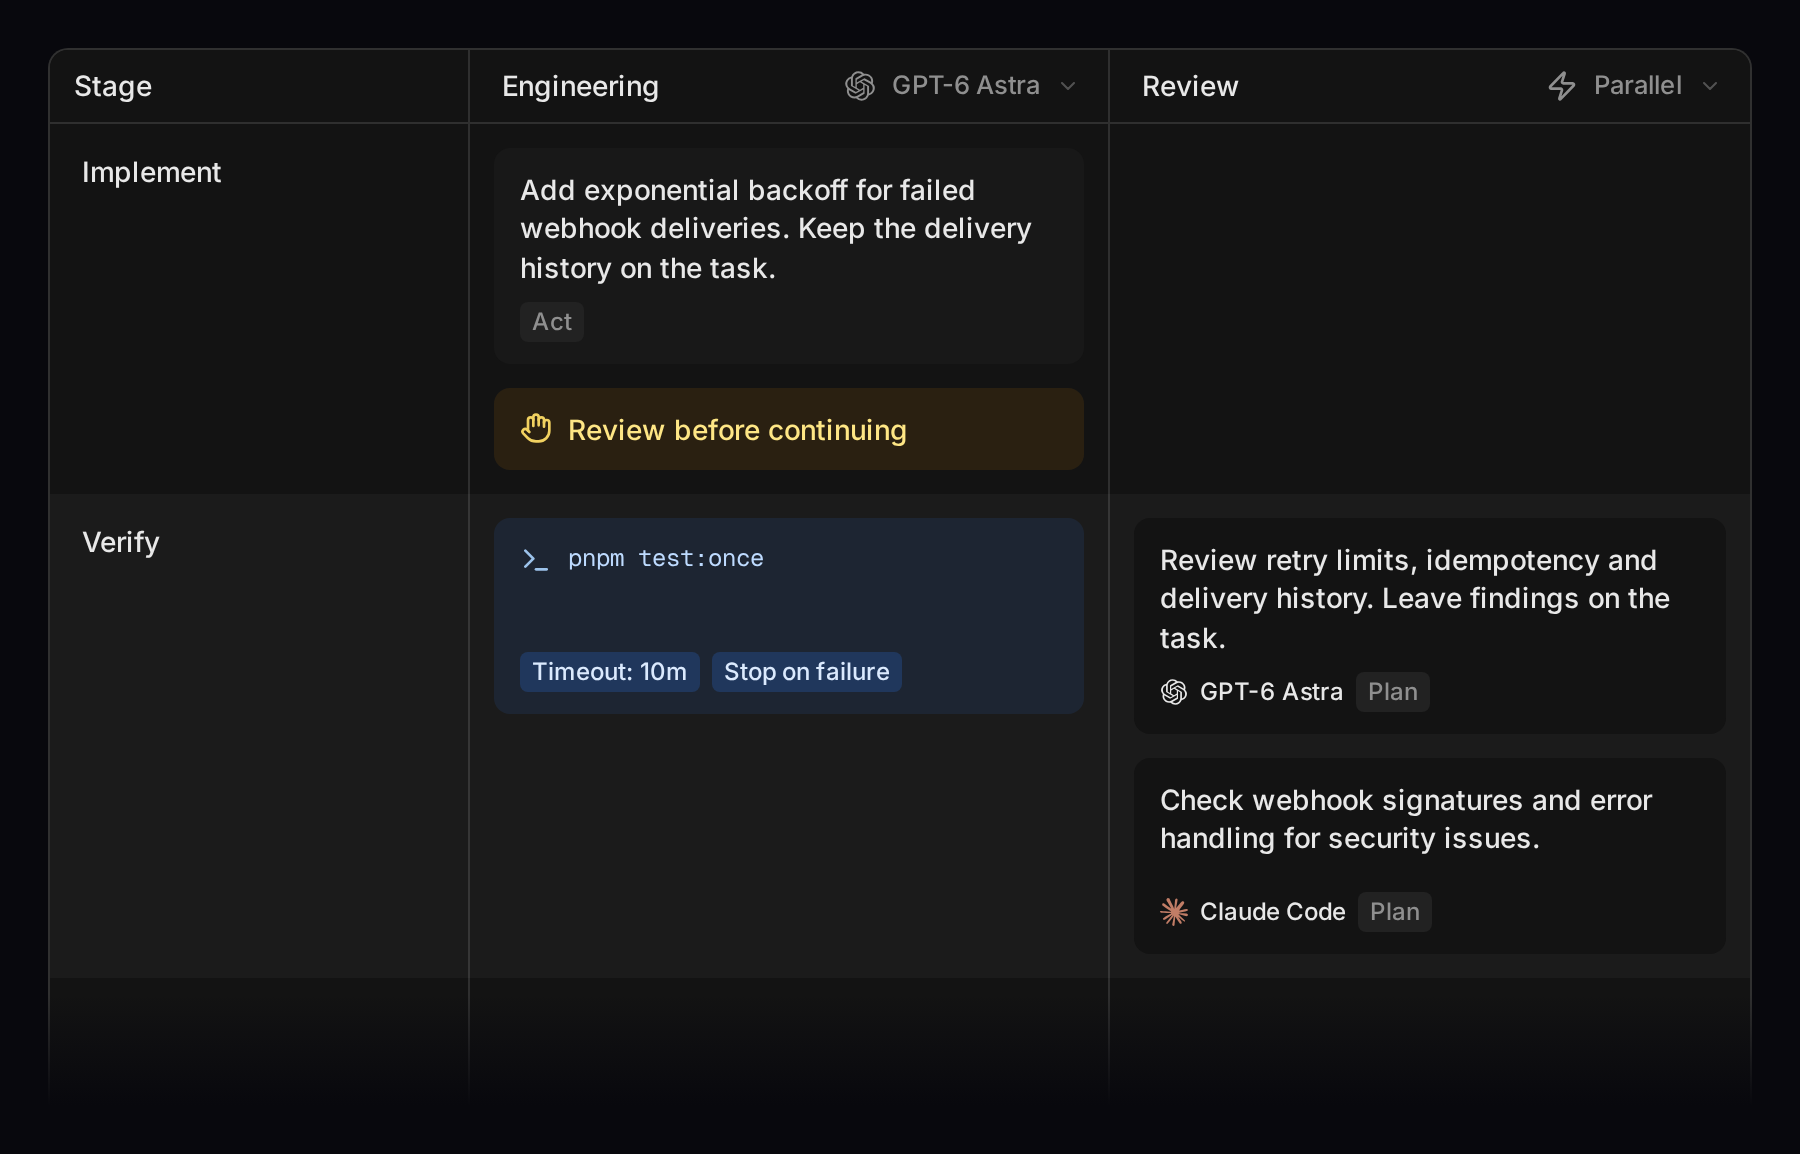 Stage
Engineering
GPT-6 Astra
Review
Parallel
Implement
Add exponential backoff for failed
webhook deliveries. Keep the delivery
history on the task.
Act
Review before continuing
Verify
pnpm test:once
Timeout: 10m
Stop on failure
Review retry limits, idempotency and
delivery history. Leave findings on the
task.
GPT-6 Astra
Plan
Check webhook signatures and error
handling for security issues.
Claude Code
Plan